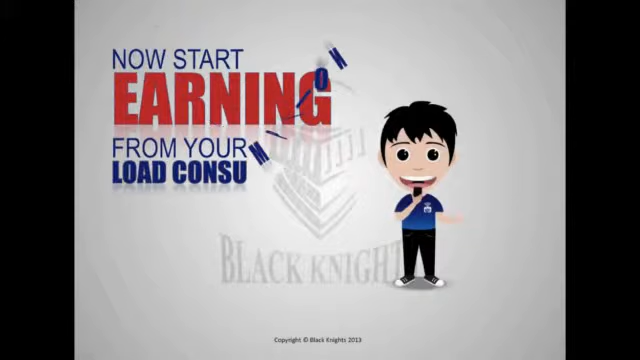 NOW START
EARNING
FROM YOUR
LOAD CONSU
M
O
N
BLACK KNIGHT
Copyright © Black Knights 2013